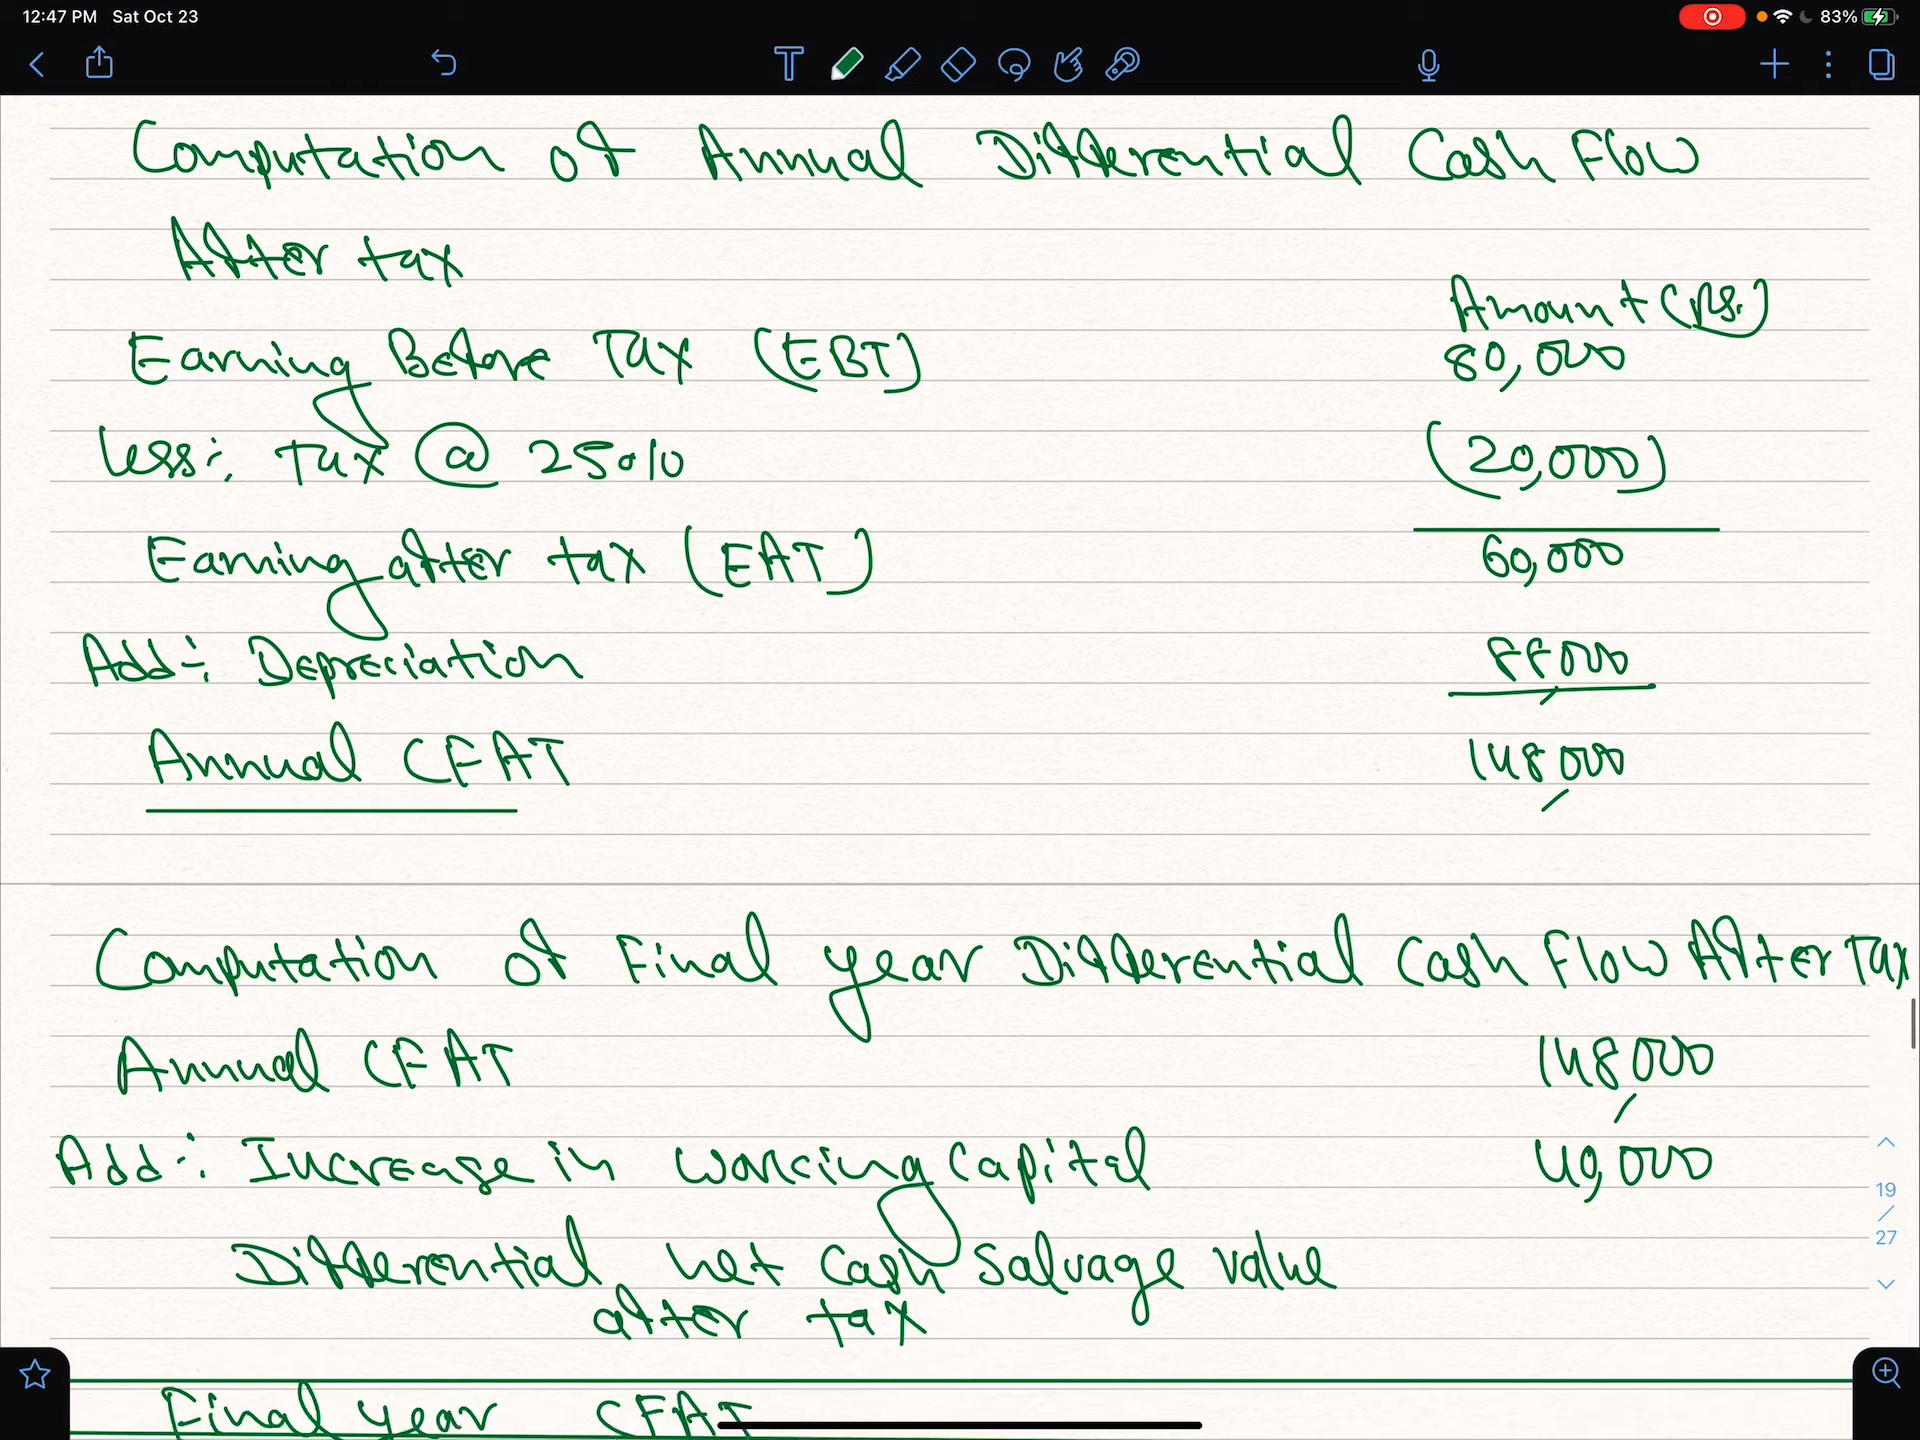 12:47 PM Sat Oct 23
83%
Computation of Annual Differential Cash Flow
After tax
Amount (Rs.)
Earning Before Tax (EBT) 80,000
Less:. tax @ 25% (20,000)
Earning after tax (EAT) 60,000
Add:- Depreciation 88,000
Annual CFAT 148,000
Computation of Final year Differential Cash Flow After Tax
Annual CFAT 148,000
Add:- Increase in working capital 40,000
Differential net cash salvage value
after tax
19
/
27
Final year CFAT